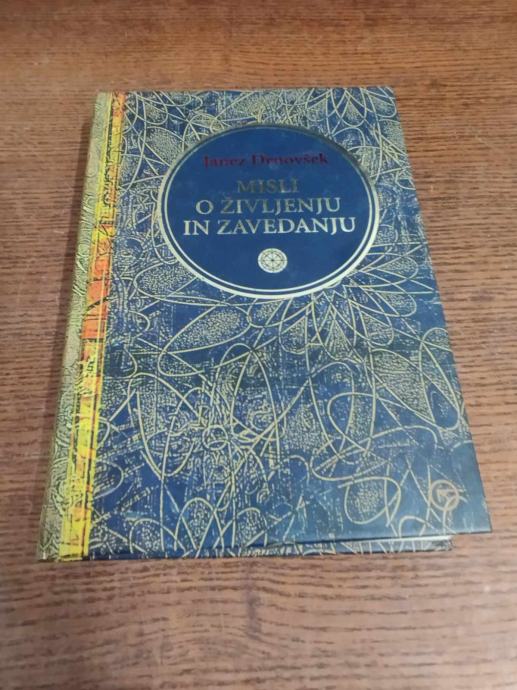 Janez Drnovšek
MISLI
O ŽIVLJENJU
IN ZAVEDANJU